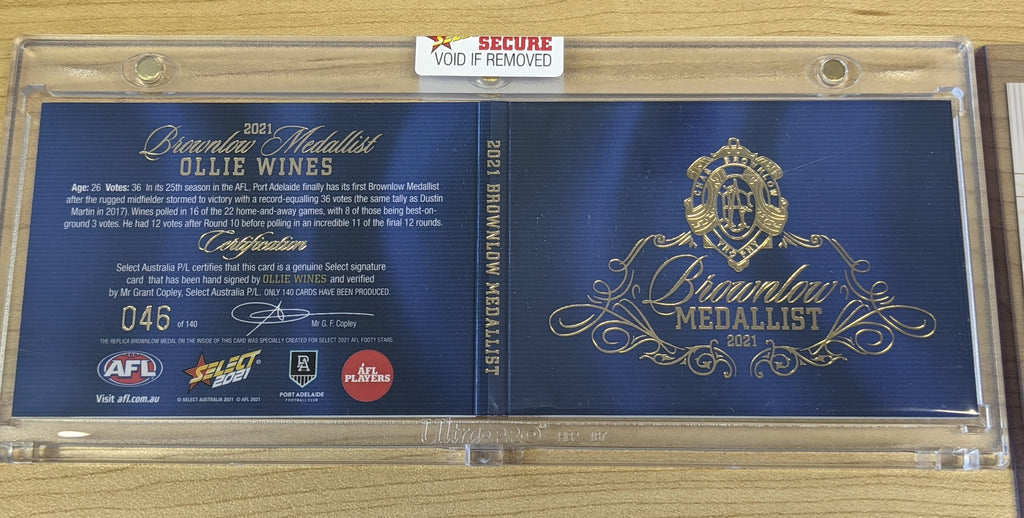 SELECT SECURE
VOID IF REMOVED
2021
Brownlow Medallist
OLLIE WINES
Age: 26 Votes: 36 In its 25th season in the AFL, Port Adelaide finally has its first Brownlow Medallist
after the rugged midfielder stormed to victory with a record-equalling 36 votes (the same tally as Dustin
Martin in 2017). Wines polled in 16 of the 22 home-and-away games, with 8 of those being best-on-
ground 3 votes. He had 12 votes after Round 10 before polling in an incredible 11 of the final 12 rounds.
Certification
Select Australia P/L certifies that this card is a genuine Select signature
card that has been hand signed by OLLIE WINES and verified
by Mr Grant Copley, Select Australia P/L. ONLY 140 CARDS HAVE BEEN PRODUCED.
046 of 140
Mr G. F. Copley
THE REPLICA BROWNLOW MEDAL ON THE INSIDE OF THIS CARD WAS SPECIALLY CREATED FOR SELECT 2021 AFL FOOTY STARS.
AFL
Visit afl.com.au
SELECT 2021
© SELECT AUSTRALIA 2021 © AFL 2021
PA
PORT ADELAIDE
FOOTBALL CLUB
AFL
PLAYERS
2021 BROWNLOW MEDALLIST
CHAS BROWNLOW
TROPHY
Brownlow
MEDALLIST
2021
Ultra-PRO